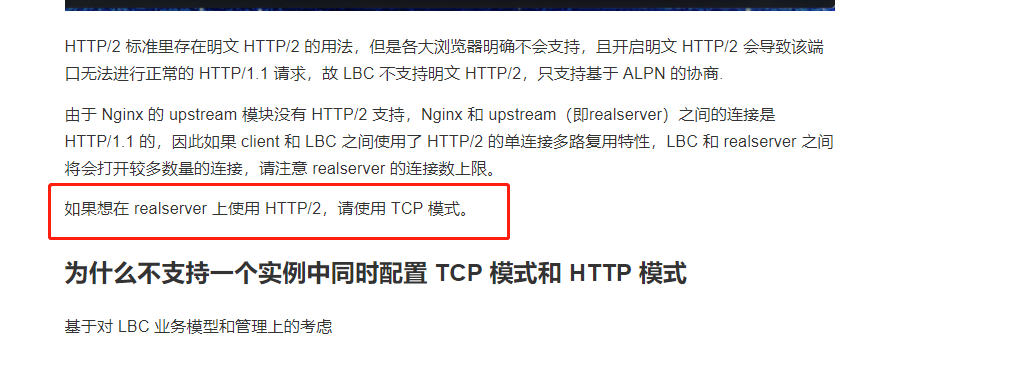 HTTP/2 标准里存在明文 HTTP/2 的用法，但是各大浏览器明确不会支持，且开启明文 HTTP/2 会导致该端
口无法进行正常的 HTTP/1.1 请求，故 LBC 不支持明文 HTTP/2，只支持基于 ALPN 的协商.
由于 Nginx 的 upstream 模块没有 HTTP/2 支持，Nginx 和 upstream（即realserver）之间的连接是
HTTP/1.1 的，因此如果 client 和 LBC 之间使用了 HTTP/2 的单连接多路复用特性，LBC 和 realserver 之间
将会打开较多数量的连接，请注意 realserver 的连接数上限。
如果想在 realserver 上使用 HTTP/2，请使用 TCP 模式。
为什么不支持一个实例中同时配置 TCP 模式和 HTTP 模式
基于对 LBC 业务模型和管理上的考虑